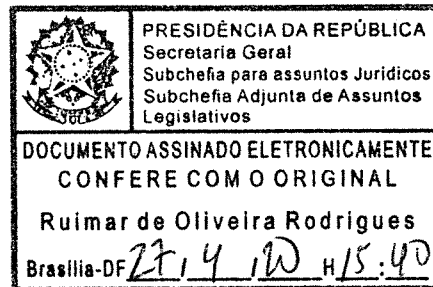 PRESIDÊNCIA DA REPÚBLICA
Secretaria Geral
Subchefia para assuntos Jurídicos
Subchefia Adjunta de Assuntos
Legislativos
DOCUMENTO ASSINADO ELETRONICAMENTE
CONFERE COM O ORIGINAL
Ruimar de Oliveira Rodrigues
Brasília-DF 27, 4, 20 H 15:40